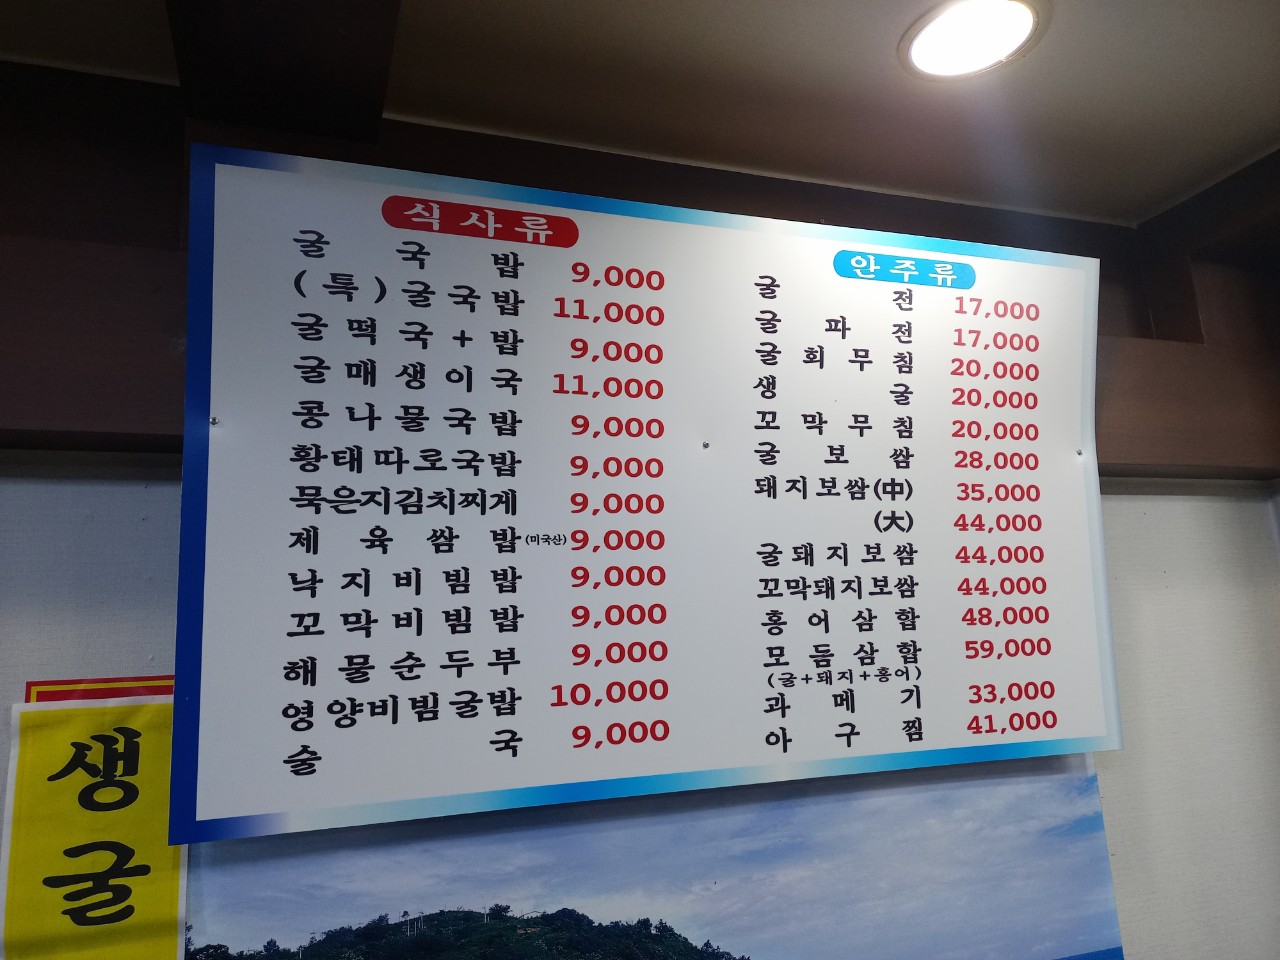 식사류
굴국밥 9,000
(특)굴국밥 11,000
굴떡국+밥 9,000
굴매생이국 11,000
콩나물국밥 9,000
황태따로국밥 9,000
묵은지김치찌게 9,000
제육쌈밥(미국산) 9,000
낙지비빔밥 9,000
꼬막비빔밥 9,000
해물순두부 9,000
영양비빔굴밥 10,000
술국 9,000
안주류
굴전 17,000
굴파전 17,000
굴회무침 20,000
생굴 20,000
꼬막무침 20,000
굴보쌈 28,000
돼지보쌈(中) 35,000
(大) 44,000
굴돼지보쌈 44,000
꼬막돼지보쌈 44,000
홍어삼합 48,000
모듬삼합 59,000
(굴+돼지+홍어)
과메기 33,000
아구찜 41,000
생굴